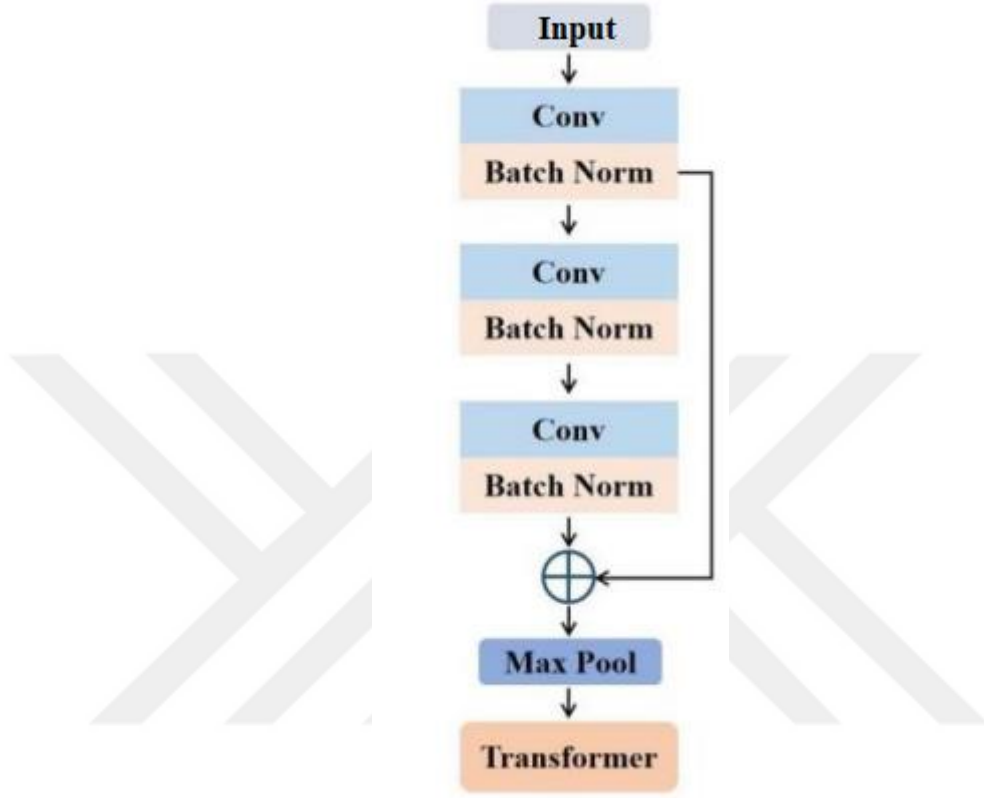 Input
Conv
Batch Norm
Conv
Batch Norm
Conv
Batch Norm
Max Pool
Transformer